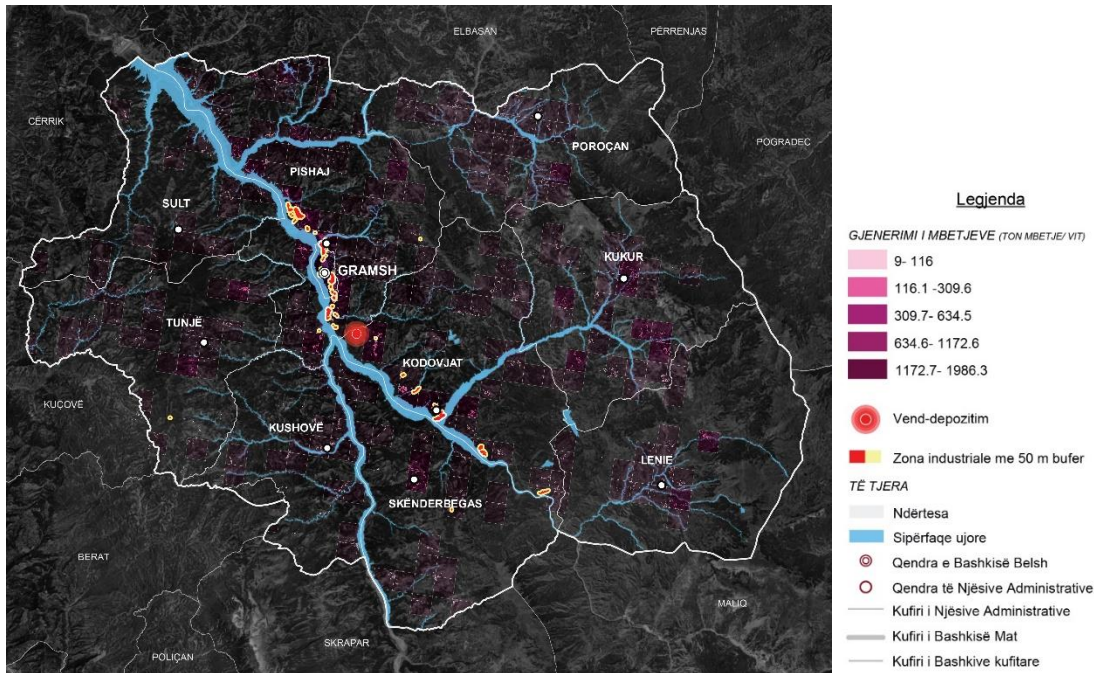 ELBASAN
PËRRENJAS
CËRRIK
POGRADEC
POROÇAN
PISHAJ
SULT
KUKUR
GRAMSH
TUNJË
KODOVJAT
KUÇOVË
KUSHOVË
LENIE
SKËNDERBEGAS
BERAT
MALIQ
SKRAPAR
POLIÇAN
Legjenda
GJENERIMI I MBETJEVE (TON MBETJE/ VIT)
9- 116
116.1 -309.6
309.7- 634.5
634.6- 1172.6
1172.7- 1986.3
Vend-depozitim
Zona industriale me 50 m bufer
TË TJERA
Ndërtesa
Sipërfaqe ujore
Qendra e Bashkisë Belsh
Qendra të Njësive Administrative
Kufiri i Njësive Administrative
Kufiri i Bashkisë Mat
Kufiri i Bashkive kufitare